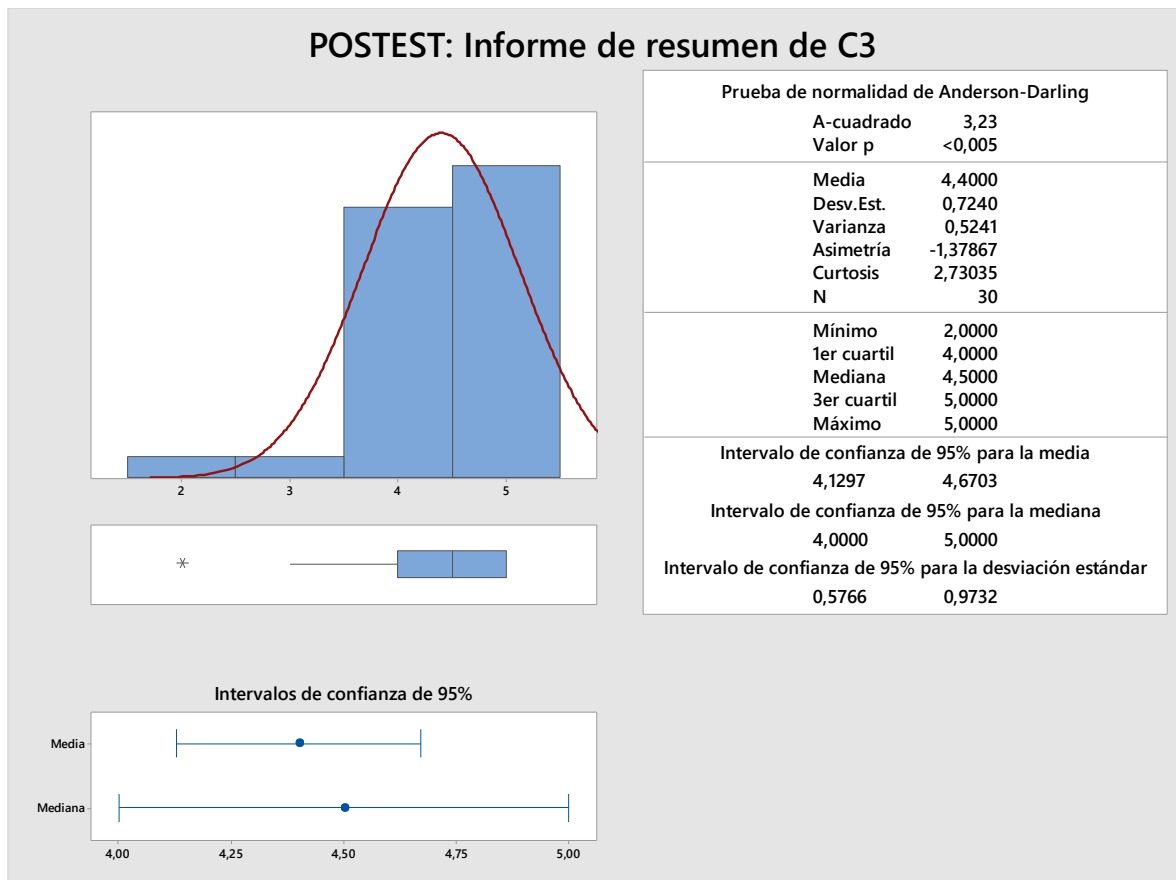 POSTEST: Informe de resumen de C3
2 3 4 5
Intervalos de confianza de 95%
Media
Mediana
4,00 4,25 4,50 4,75 5,00
Prueba de normalidad de Anderson-Darling
A-cuadrado 3,23
Valor p <0,005
Media 4,4000
Desv.Est. 0,7240
Varianza 0,5241
Asimetría -1,37867
Curtosis 2,73035
N 30
Mínimo 2,0000
1er cuartil 4,0000
Mediana 4,5000
3er cuartil 5,0000
Máximo 5,0000
Intervalo de confianza de 95% para la media
4,1297 4,6703
Intervalo de confianza de 95% para la mediana
4,0000 5,0000
Intervalo de confianza de 95% para la desviación estándar
0,5766 0,9732